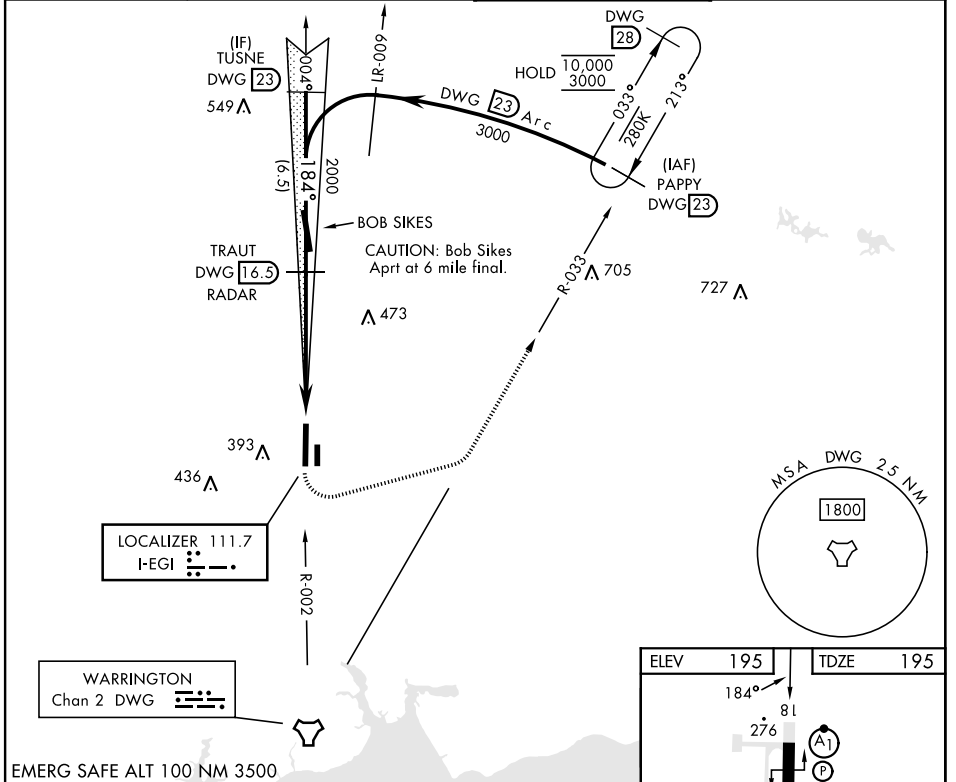 (IF)
TUSNE
DWG 23
549
004°
LR-009
DWG
28
HOLD 10,000
3000
033°
280K
213°
DWG 23 Arc
3000
(IAF)
PAPPY
DWG 23
184°
2000
(6.5)
BOB SIKES
CAUTION: Bob Sikes
Aprt at 6 mile final.
TRAUT
DWG 16.5
RADAR
473
R-033
705
727
393
436
LOCALIZER 111.7
I-EGI
R-002
WARRINGTON
Chan 2 DWG
MSA DWG 25 NM
1800
ELEV 195
TDZE 195
184°
18
276
A1
P
EMERG SAFE ALT 100 NM 3500